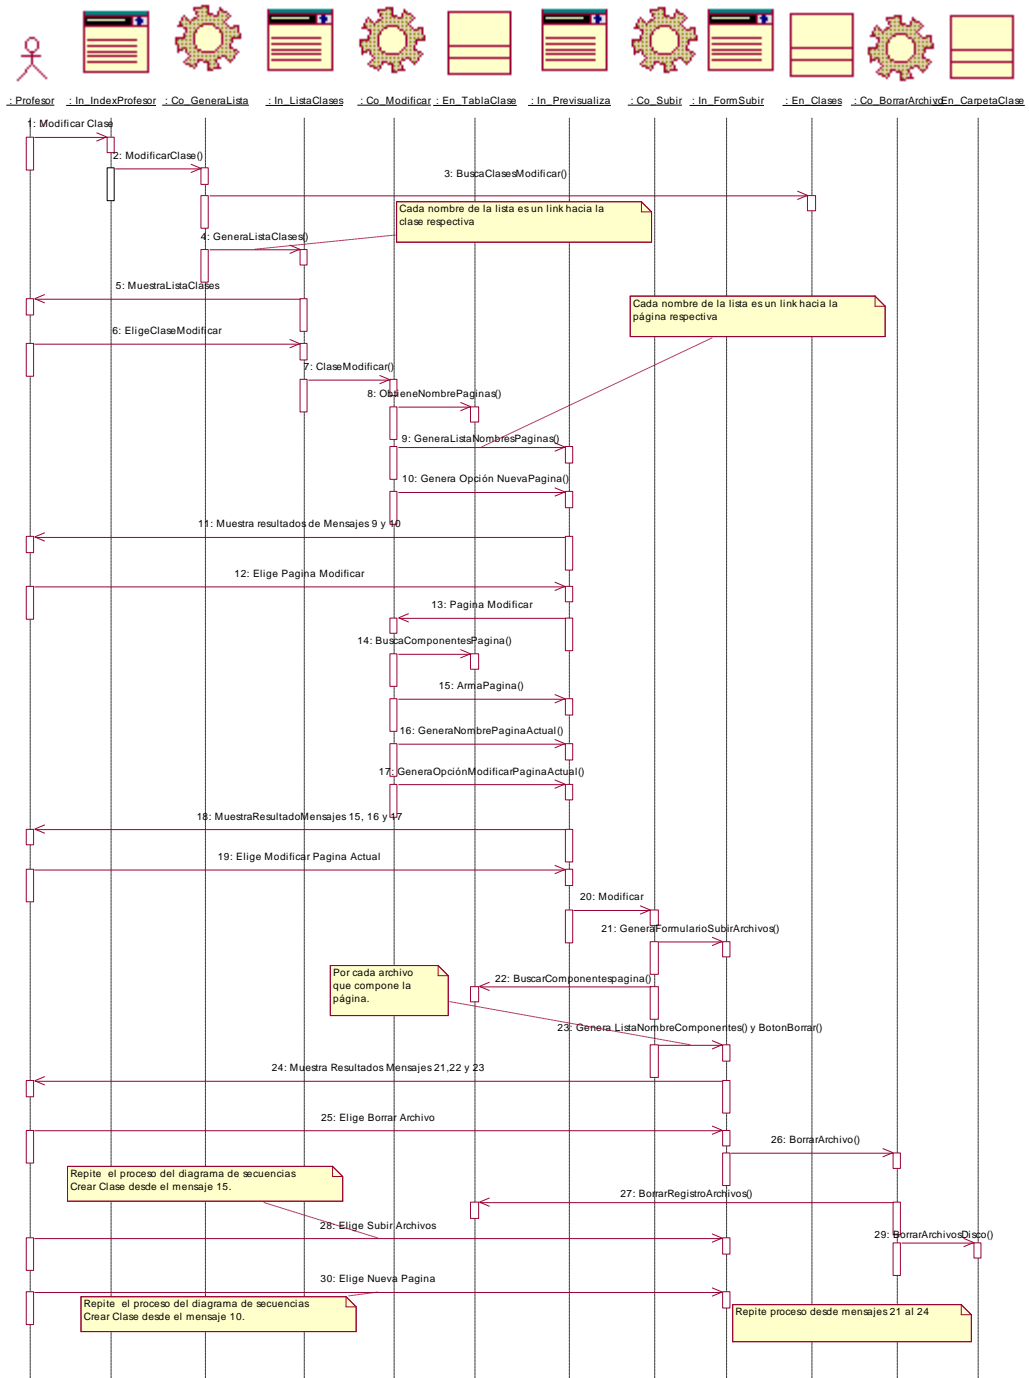 : Profesor
: In_IndexProfesor
: Co_GeneraLista
: In_ListaClases
: Co_Modificar
: En_TablaClase
: In_Previsualiza
: Co_Subir
: In_FormSubir
: En_Clases
: Co_BorrarArchivo
: En_CarpetaClase
1: Modificar Clase
2: ModificarClase()
3: BuscaClasesModificar()
Cada nombre de la lista es un link hacia la
clase respectiva
4: GeneraListaClases()
5: MuestraListaClases
Cada nombre de la lista es un link hacia la
página respectiva
6: EligeClaseModificar
7: ClaseModificar()
8: ObtieneNombrePaginas()
9: GeneraListaNombresPaginas()
10: Genera Opción NuevaPagina()
11: Muestra resultados de Mensajes 9 y 10
12: Elige Pagina Modificar
13: Pagina Modificar
14: BuscaComponentesPagina()
15: ArmaPagina()
16: GeneraNombrePaginaActual()
17: GeneraOpciónModificarPaginaActual()
18: MuestraResultadoMensajes 15, 16 y 17
19: Elige Modificar Pagina Actual
20: Modificar
21: GeneraFormularioSubirArchivos()
Por cada archivo
que compone la
página.
22: BuscarComponentespagina()
23: Genera ListaNombreComponentes() y BotonBorrar()
24: Muestra Resultados Mensajes 21,22 y 23
25: Elige Borrar Archivo
26: BorrarArchivo()
Repite  el proceso del diagrama de secuencias
Crear Clase desde el mensaje 15.
27: BorrarRegistroArchivos()
28: Elige Subir Archivos
29: BorrarArchivosDisco()
30: Elige Nueva Pagina
Repite  el proceso del diagrama de secuencias
Crear Clase desde el mensaje 10.
Repite proceso desde mensajes 21 al 24